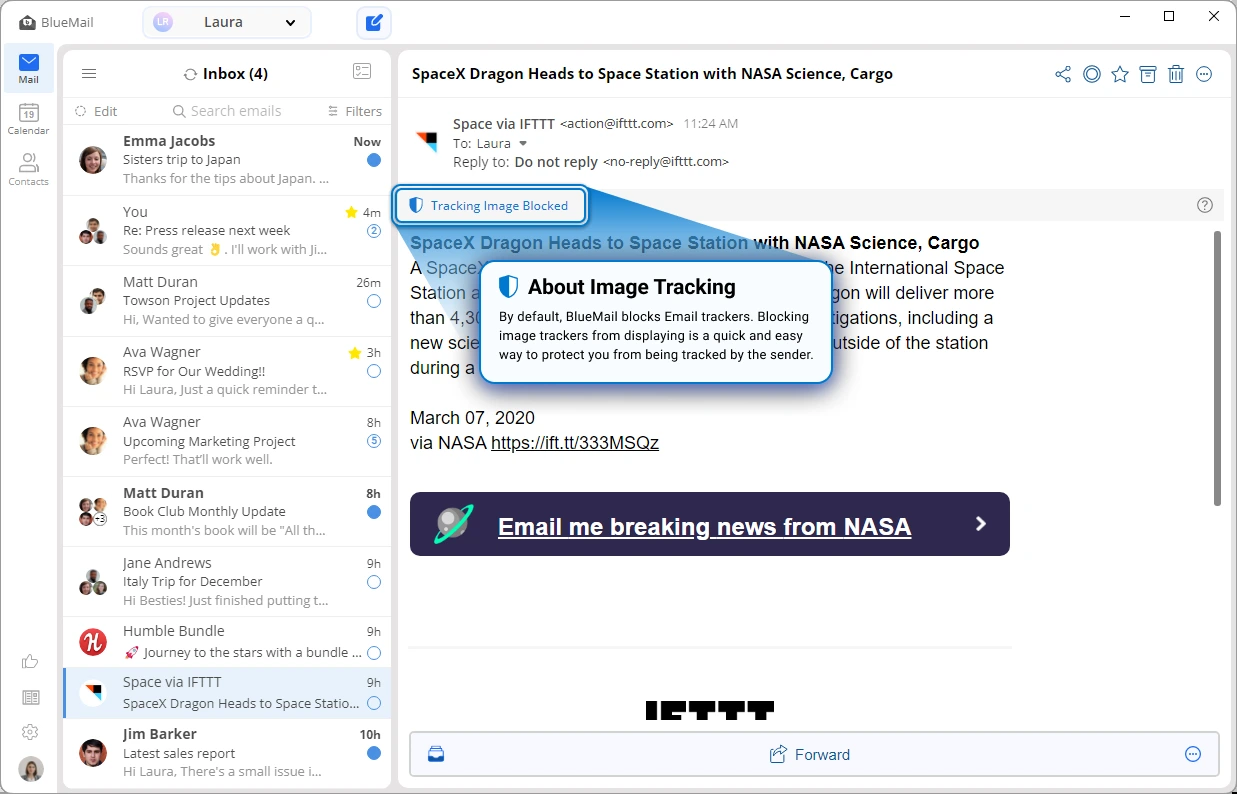 BlueMail
LR Laura
Mail
19
Calendar
Contacts
Inbox (4)
Edit
Search emails
Filters
Emma Jacobs Now
Sisters trip to Japan
Thanks for the tips about Japan. ...
You 4m
Re: Press release next week 2
Sounds great 👌. I'll work with Ji...
Matt Duran 26m
Towson Project Updates
Hi, Wanted to give everyone a q...
Ava Wagner 3h
RSVP for Our Wedding!!
Hi Laura, Just a quick reminder t...
Ava Wagner 8h
Upcoming Marketing Project 5
Perfect! That'll work well.
Matt Duran 8h
Book Club Monthly Update
+3
This month's book will be "All th...
Jane Andrews 9h
Italy Trip for December
Hi Besties! Just finished putting t...
Humble Bundle 9h
H
🚀 Journey to the stars with a bundle ...
Space via IFTTT 9h
SpaceX Dragon Heads to Space Statio...
Jim Barker 10h
Latest sales report
Hi Laura, There's a small issue i...
SpaceX Dragon Heads to Space Station with NASA Science, Cargo
Space via IFTTT <action@ifttt.com> 11:24 AM
To: Laura
Reply to: Do not reply <no-reply@ifttt.com>
Tracking Image Blocked
?
SpaceX Dragon Heads to Space Station with NASA Science, Cargo
A SpaceX International Space
Station will deliver more
than including a
new outside of the station
during a
About Image Tracking
By default, BlueMail blocks Email trackers. Blocking
image trackers from displaying is a quick and easy
way to protect you from being tracked by the sender.
March 07, 2020
via NASA https://ift.tt/333MSQz
Email me breaking news from NASA
IFTTT
Forward